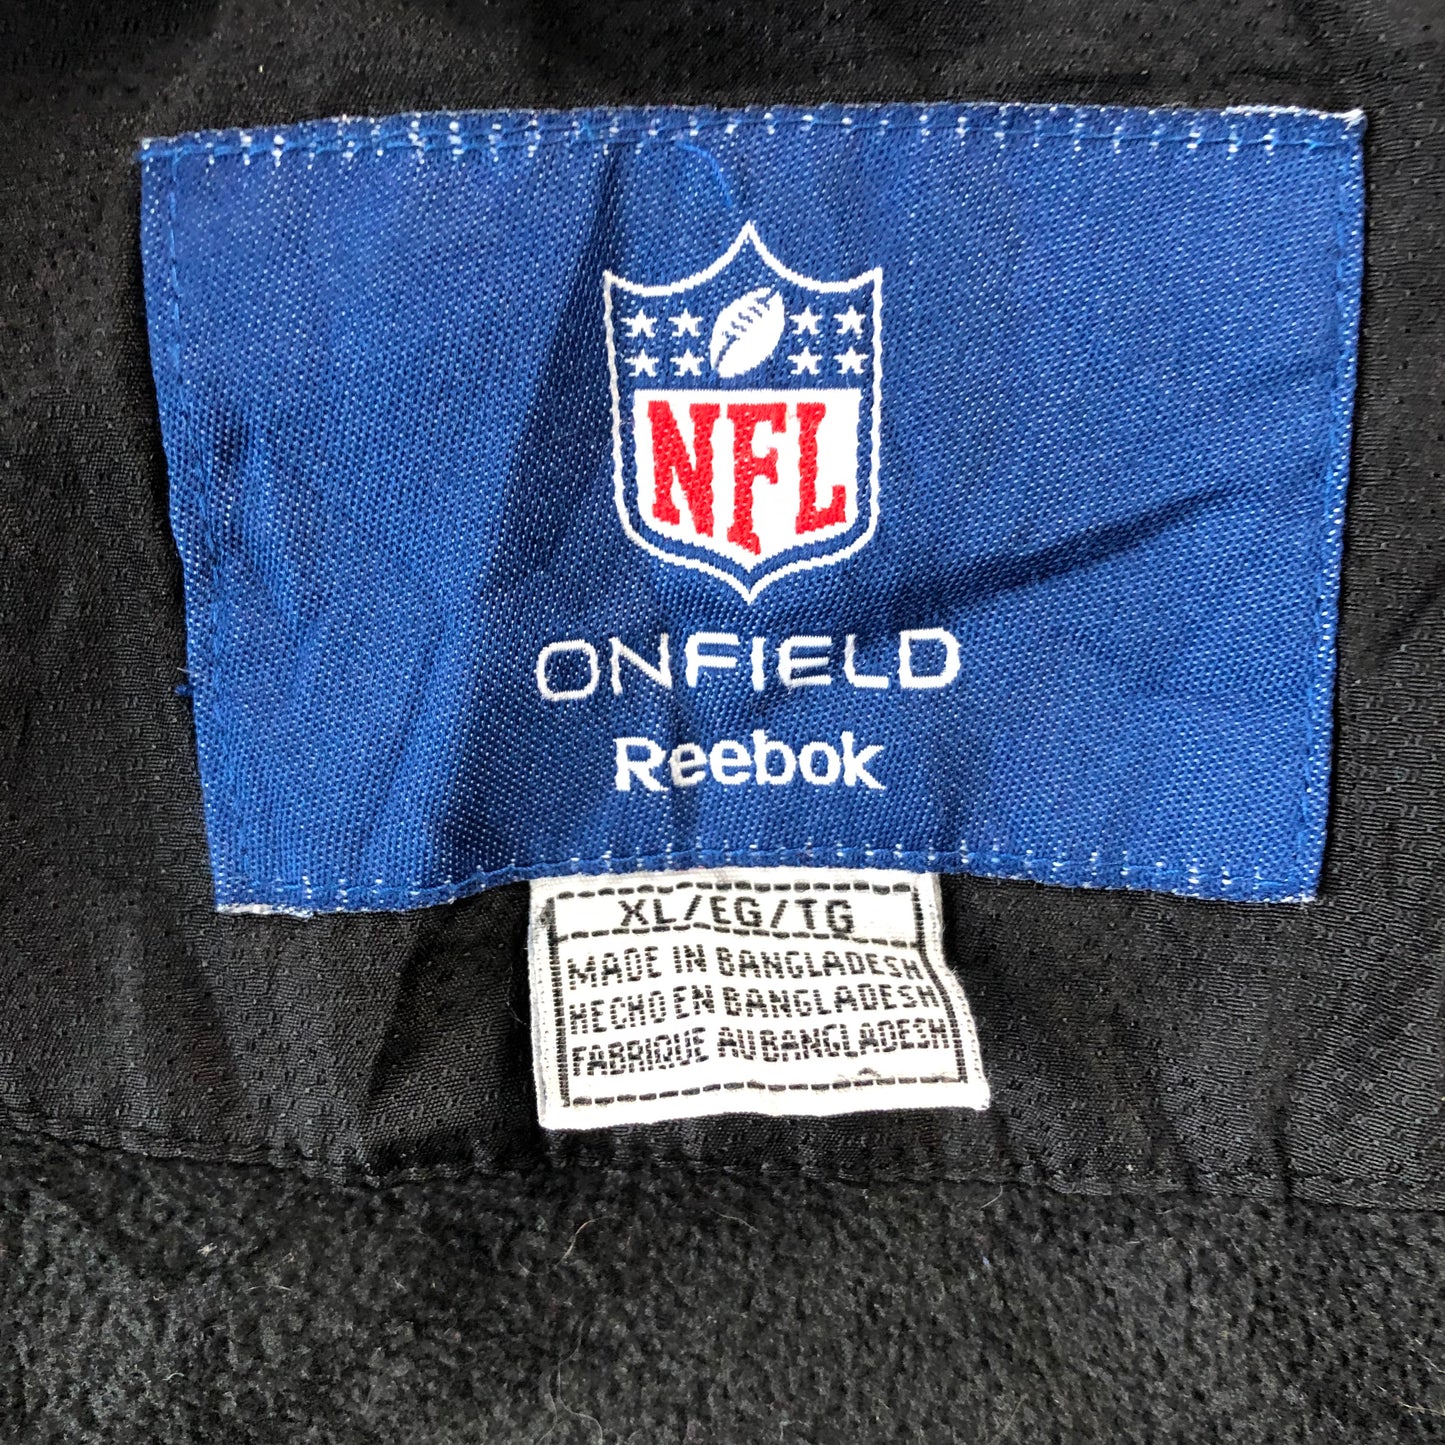 NFL
ONFIELD
Reebok
XL/EG/TG
MADE IN BANGLADESH
HECHO EN BANGLADESH
FABRIQUE AU BANGLADESH